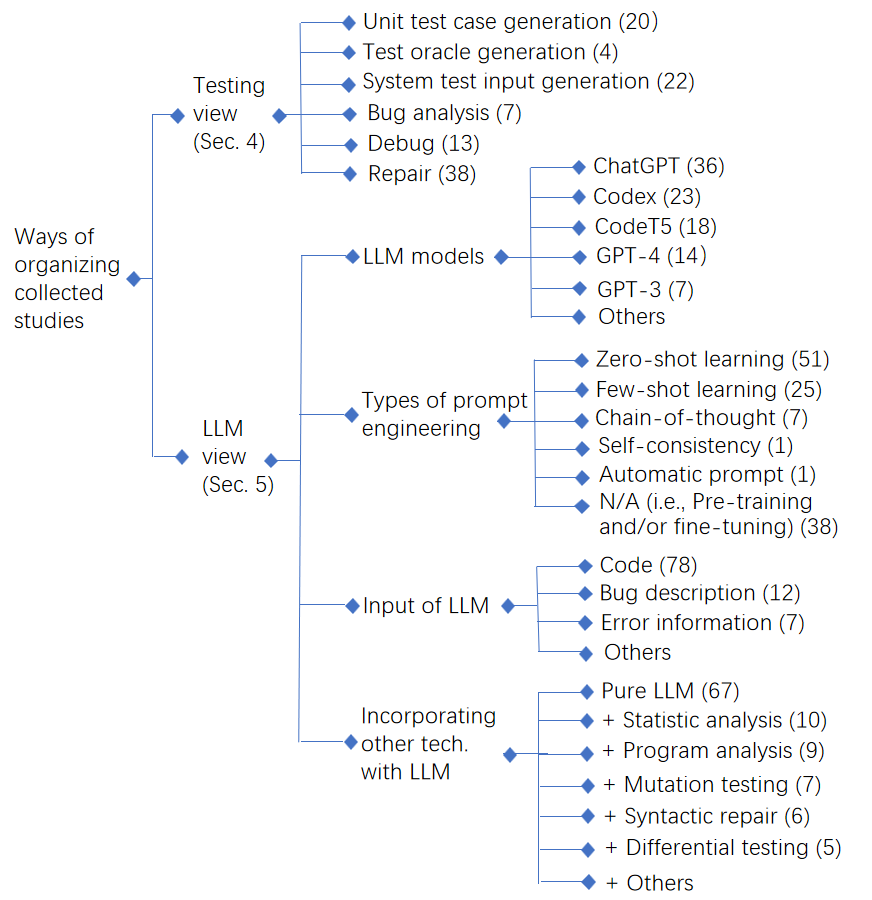 Ways of
organizing
collected
studies
Testing
view
(Sec. 4)
Unit test case generation (20)
Test oracle generation (4)
System test input generation (22)
Bug analysis (7)
Debug (13)
Repair (38)
LLM
view
(Sec. 5)
LLM models
ChatGPT (36)
Codex (23)
CodeT5 (18)
GPT-4 (14)
GPT-3 (7)
Others
Types of prompt
engineering
Zero-shot learning (51)
Few-shot learning (25)
Chain-of-thought (7)
Self-consistency (1)
Automatic prompt (1)
N/A (i.e., Pre-training
and/or fine-tuning) (38)
Input of LLM
Code (78)
Bug description (12)
Error information (7)
Others
Incorporating
other tech.
with LLM
Pure LLM (67)
+ Statistic analysis (10)
+ Program analysis (9)
+ Mutation testing (7)
+ Syntactic repair (6)
+ Differential testing (5)
+ Others